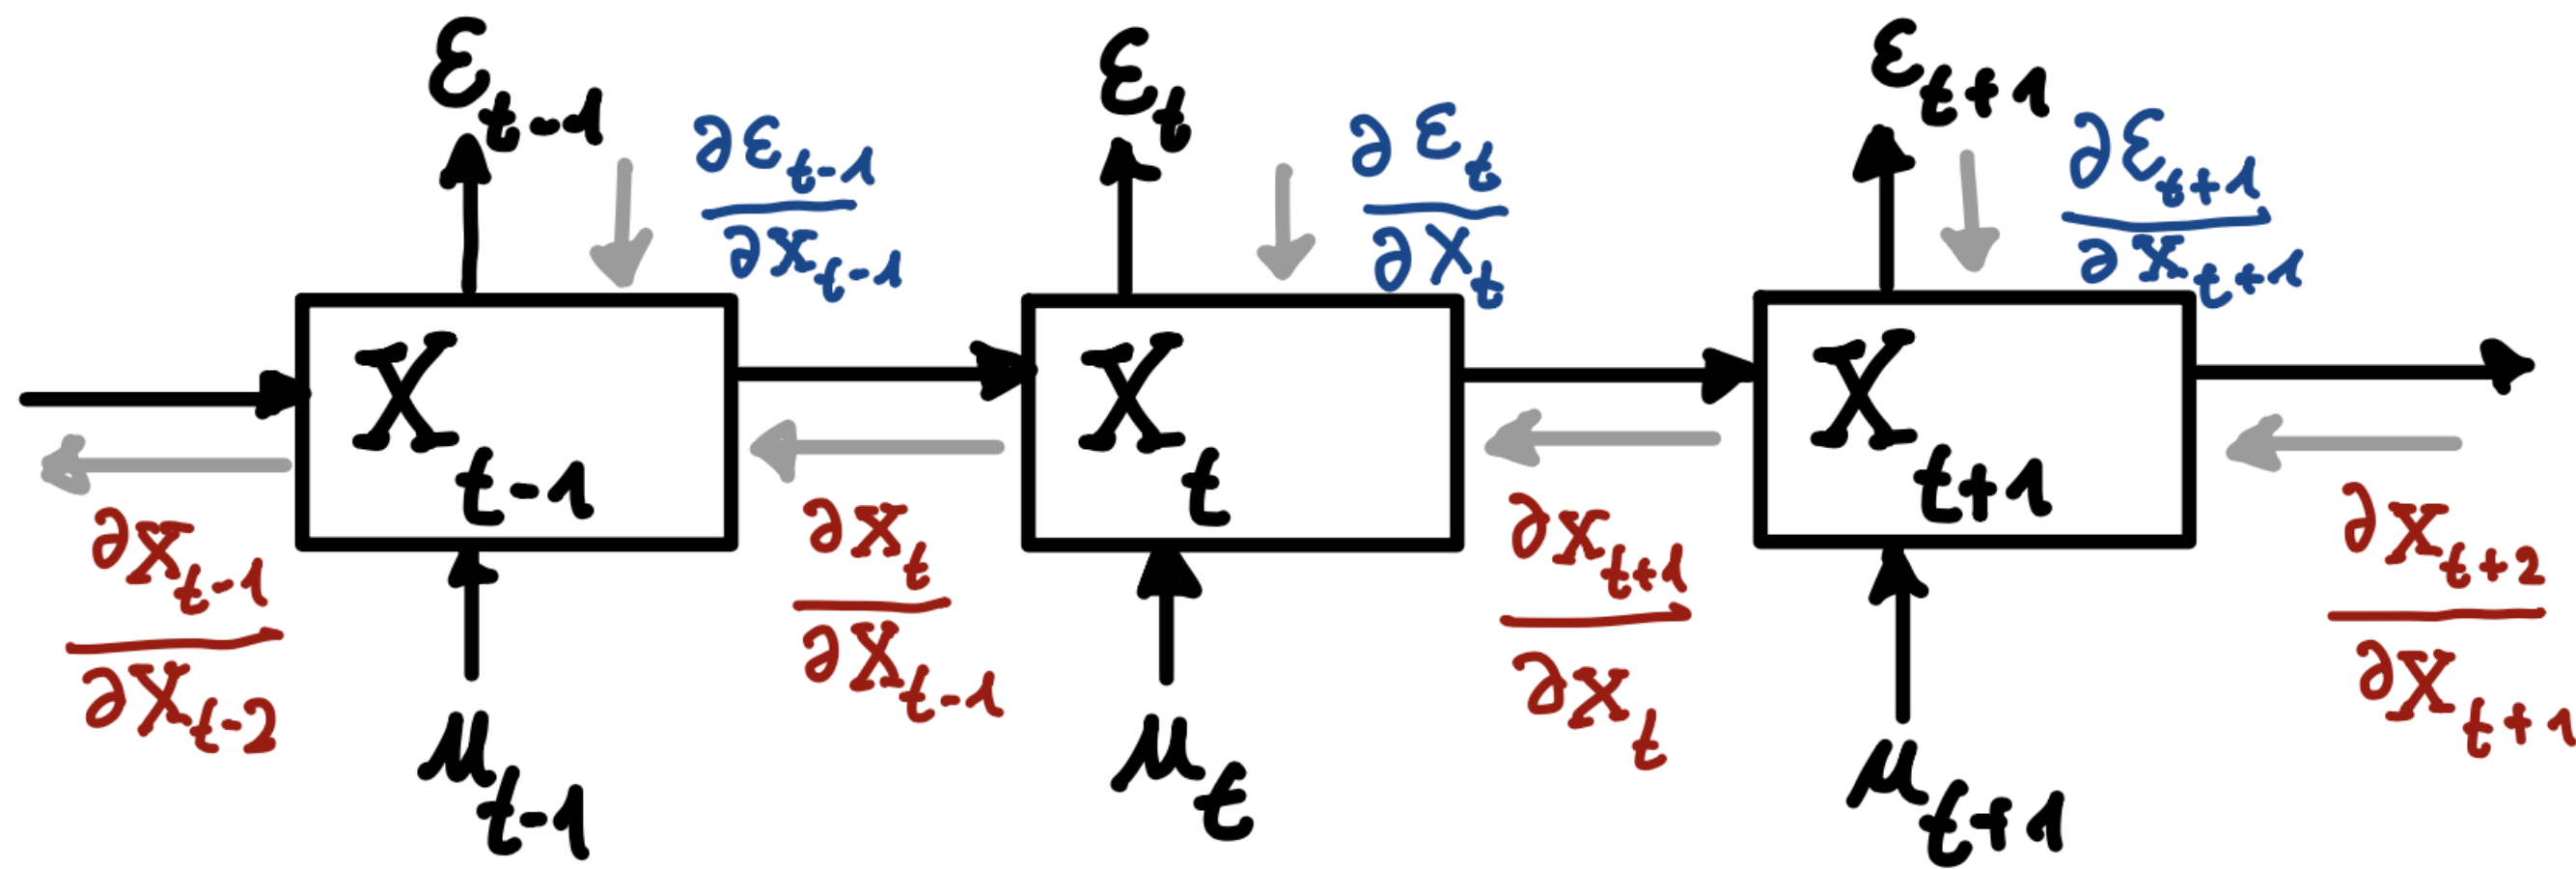 ε_{t-1}
∂ε_{t-1}/∂x_{t-1}
ε_t
∂ε_t/∂x_t
ε_{t+1}
∂ε_{t+1}/∂x_{t+1}
x_{t-1}
x_t
x_{t+1}
∂x_{t-1}/∂x_{t-2}
∂x_t/∂x_{t-1}
∂x_{t+1}/∂x_t
∂x_{t+2}/∂x_{t+1}
μ_{t-1}
μ_t
μ_{t+1}